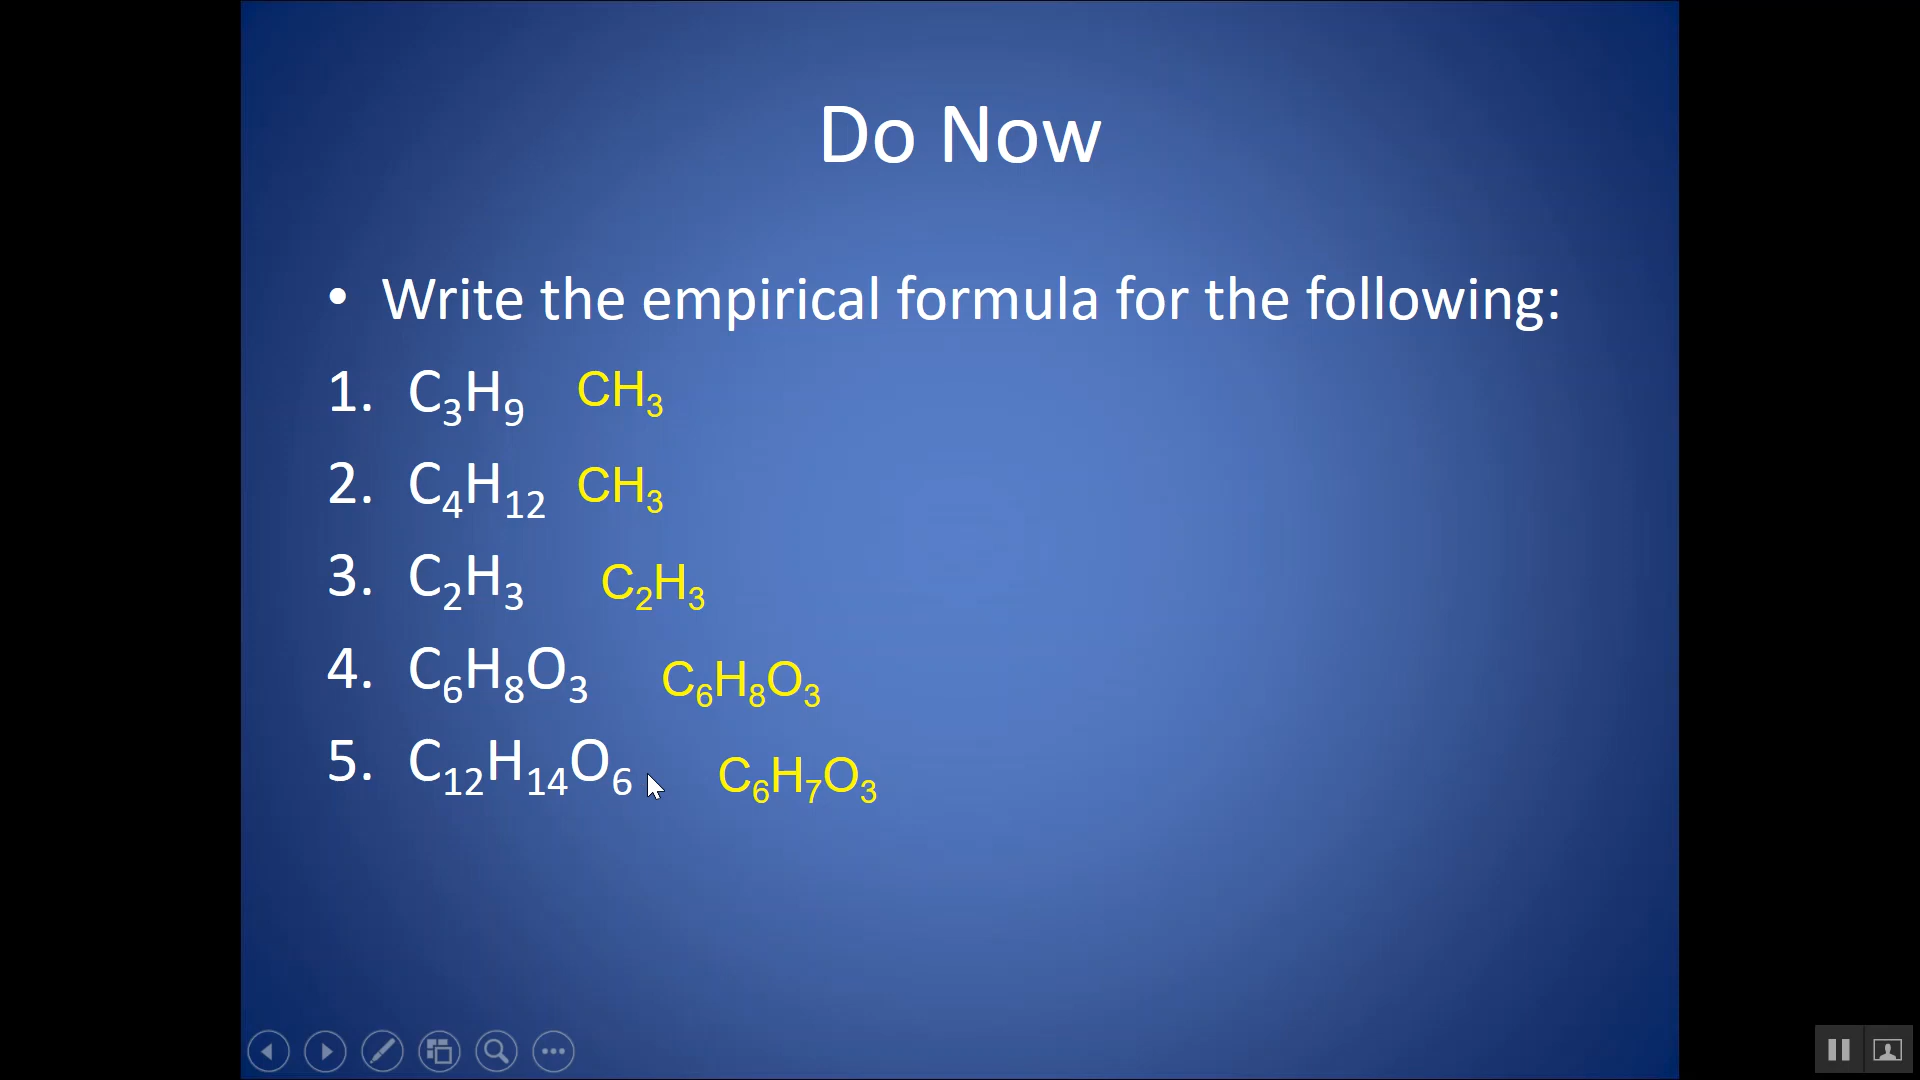 Do Now
• Write the empirical formula for the following:
1. C₃H₉ CH₃
2. C₄H₁₂ CH₃
3. C₂H₃ C₂H₃
4. C₆H₈O₃ C₆H₈O₃
5. C₁₂H₁₄O₆ C₆H₇O₃